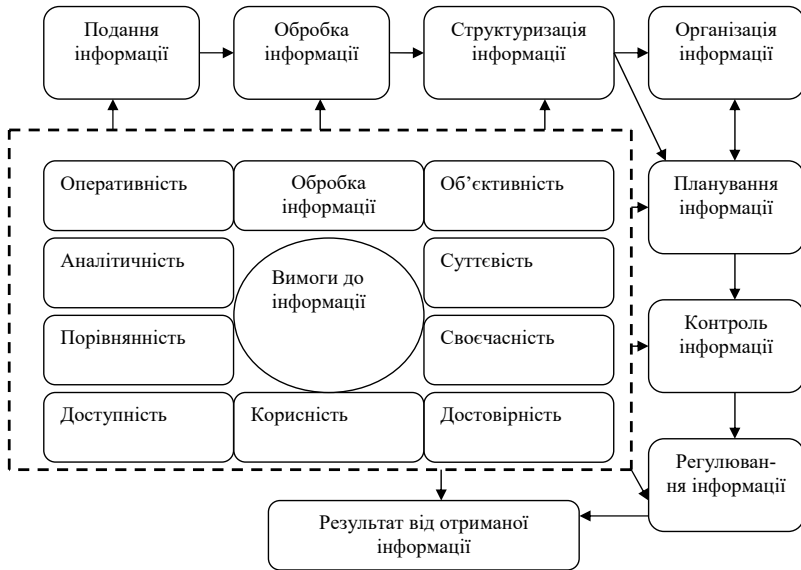 Подання
інформації
Обробка
інформації
Структуризація
інформації
Організація
інформації
Оперативність
Обробка
інформації
Об’єктивність
Планування
інформації
Аналітичність
Вимоги до
інформації
Суттєвість
Порівнянність
Своєчасність
Контроль
інформації
Доступність
Корисність
Достовірність
Регулюван-
ня інформації
Результат від отриманої
інформації